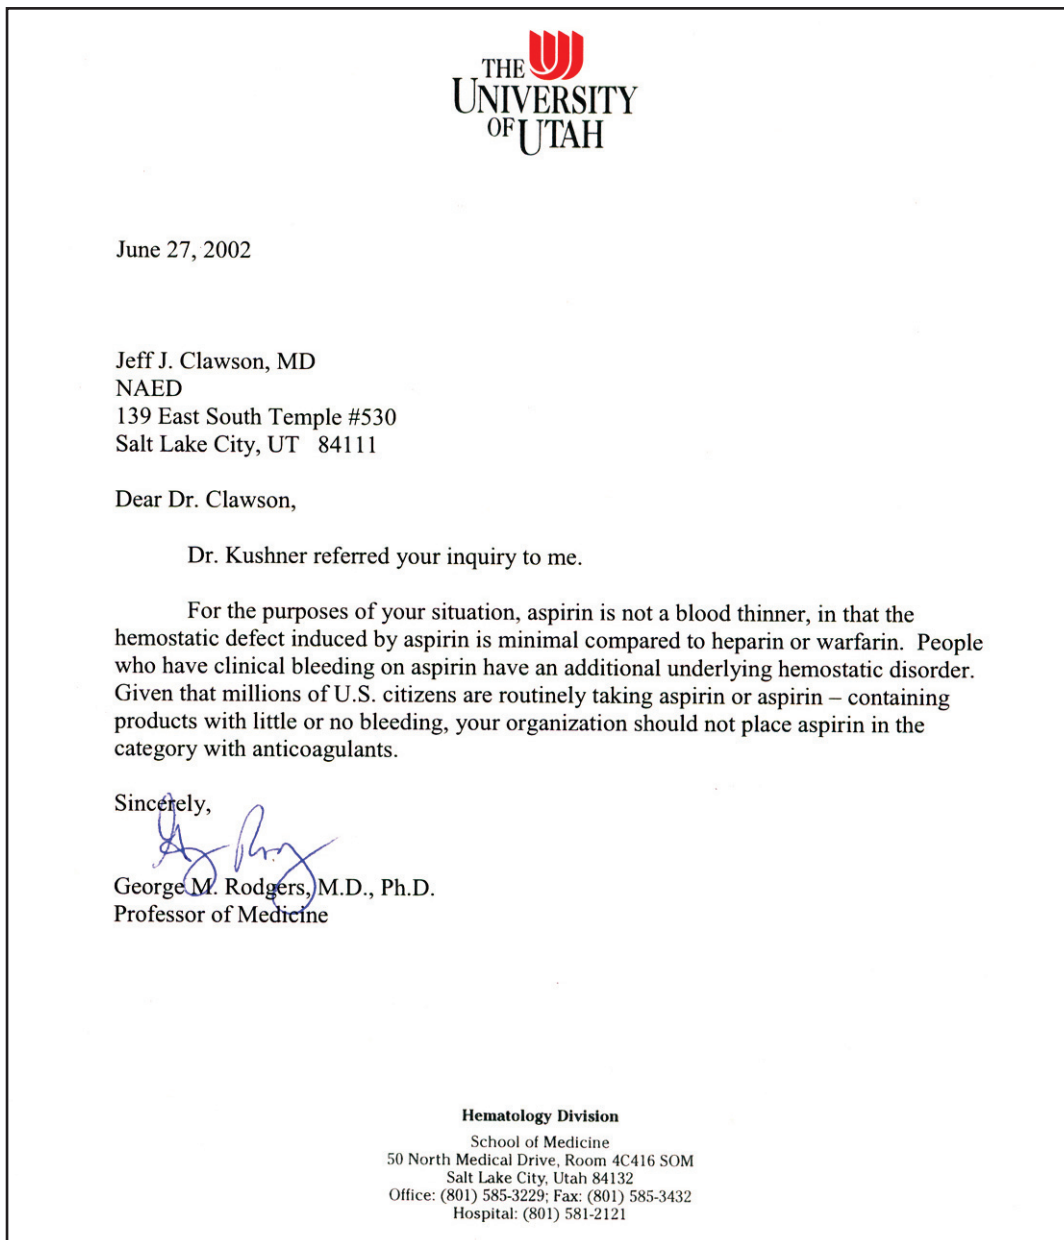 THE
UNIVERSITY
OF UTAH
June 27, 2002
Jeff J. Clawson, MD
NAED
139 East South Temple #530
Salt Lake City, UT 84111
Dear Dr. Clawson,
Dr. Kushner referred your inquiry to me.
For the purposes of your situation, aspirin is not a blood thinner, in that the
hemostatic defect induced by aspirin is minimal compared to heparin or warfarin. People
who have clinical bleeding on aspirin have an additional underlying hemostatic disorder.
Given that millions of U.S. citizens are routinely taking aspirin or aspirin – containing
products with little or no bleeding, your organization should not place aspirin in the
category with anticoagulants.
Sincerely,
George M. Rodgers, M.D., Ph.D.
Professor of Medicine
Hematology Division
School of Medicine
50 North Medical Drive, Room 4C416 SOM
Salt Lake City, Utah 84132
Office: (801) 585-3229; Fax: (801) 585-3432
Hospital: (801) 581-2121